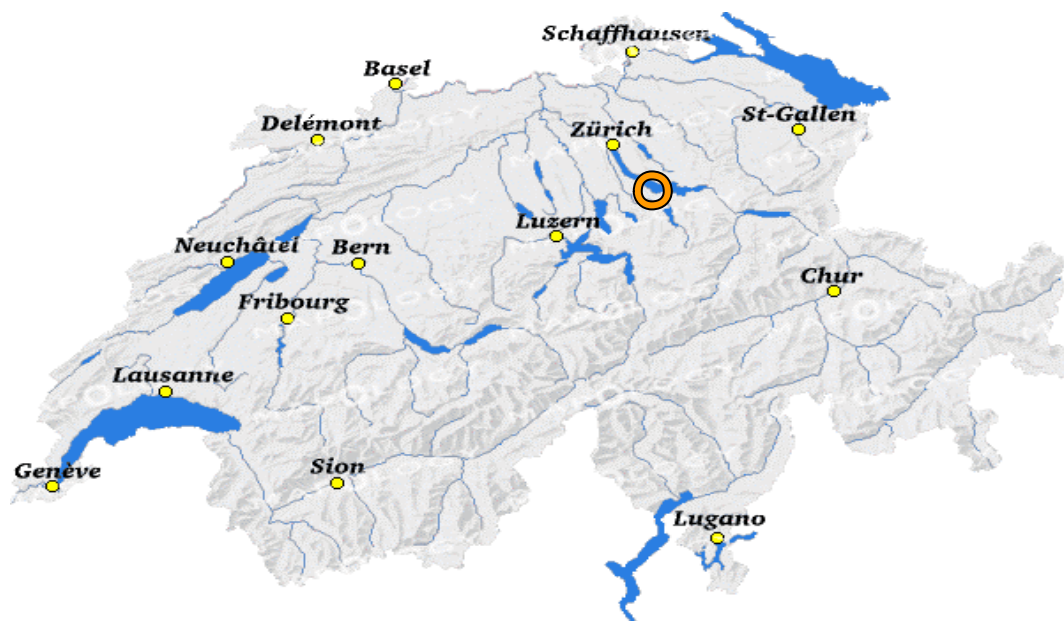 Schaffhausen
Basel
St-Gallen
Delémont
Zürich
Luzern
Neuchâtel
Bern
Chur
Fribourg
Lausanne
Genève
Sion
Lugano